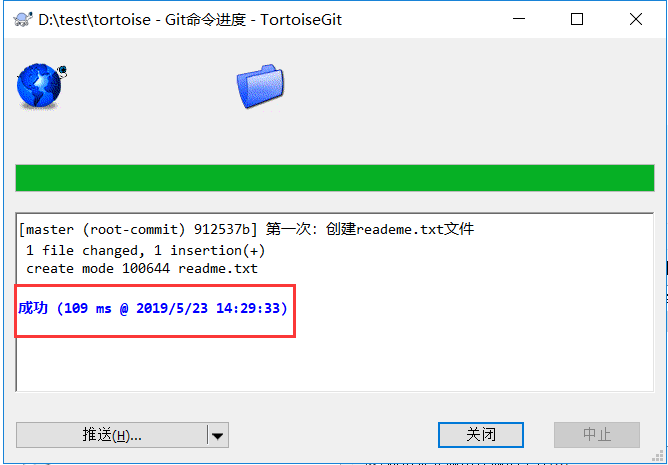 D:\test\tortoise - Git命令进度 - TortoiseGit
[master (root-commit) 912537b] 第一次: 创建reademe.txt文件
1 file changed, 1 insertion(+)
create mode 100644 readme.txt
成功 (109 ms @ 2019/5/23 14:29:33)
推送(H)...
关闭
中止